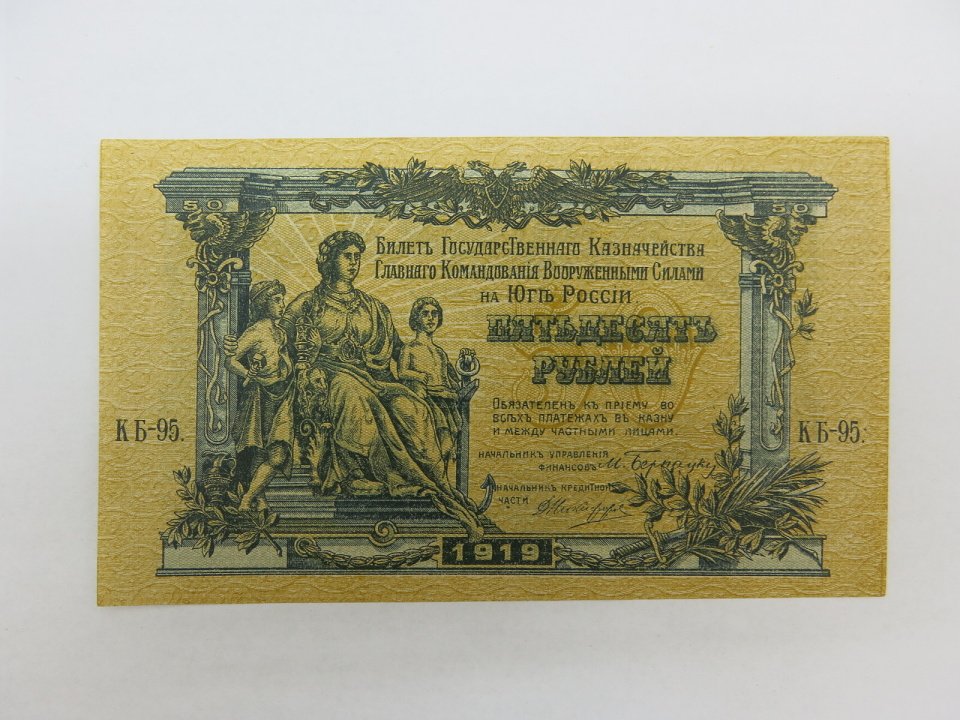 50
50
Билетъ Государственнаго Казначейства
Главнаго Командованія Вооруженными Силами
на Югѣ Россіи.
ПЯТЬДЕСЯТЪ
РУБЛЕЙ
Обязателенъ къ пріему во
всѣхъ платежахъ въ казну
и между частными лицами.
КБ-95.
КБ-95.
Начальникъ управленія
финансовъ
Начальникъ кредитной
части
1919